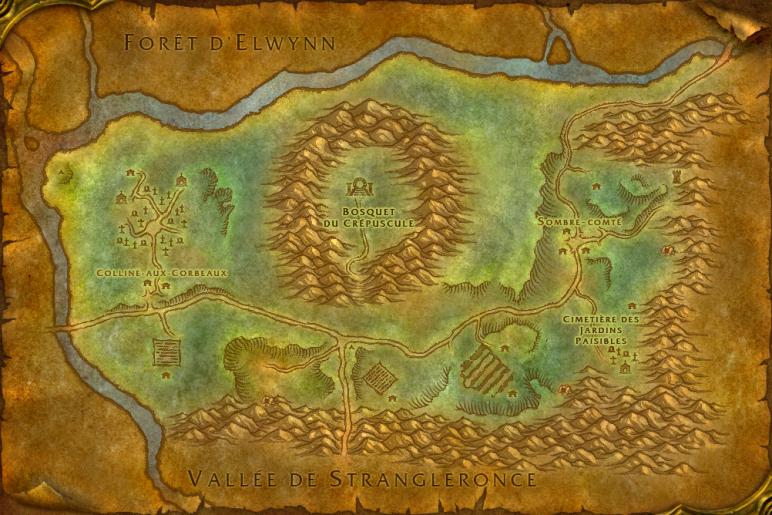 Forêt d'Elwynn
Bosquet
du Crépuscule
Sombre-comté
Colline-aux-Corbeaux
Cimetière des
Jardins
Paisibles
Vallée de Strangleronce